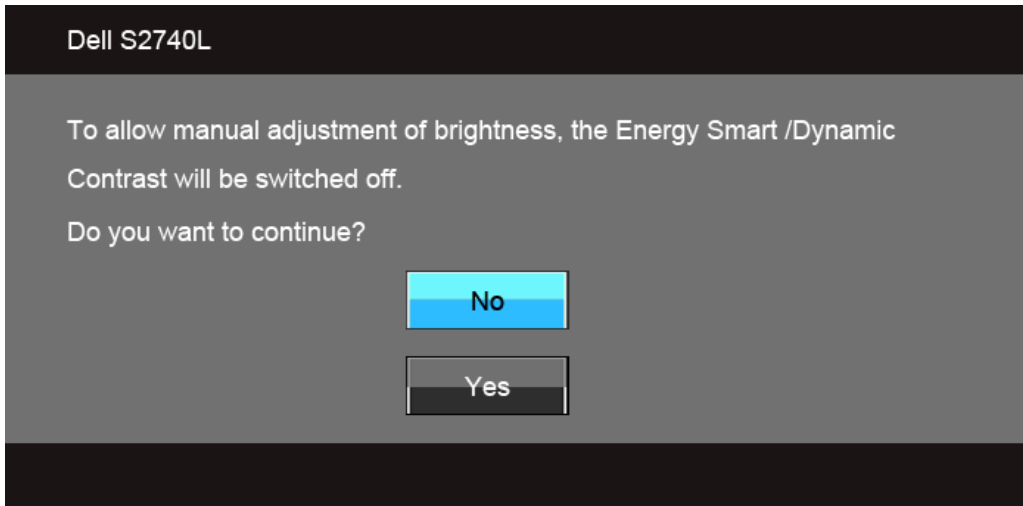 Dell S2740L
To allow manual adjustment of brightness, the Energy Smart /Dynamic
Contrast will be switched off.
Do you want to continue?
No
Yes